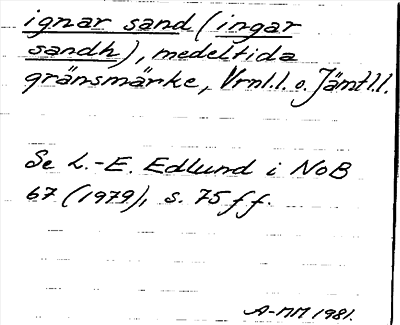 ignar sand (ingar
sandh), medeltida
gränsmärke, Vrml.l. o. Jämtl.l.
Se L.-E. Edlund i NoB
67 (1979), s. 75 ff.
A-MM 1981.